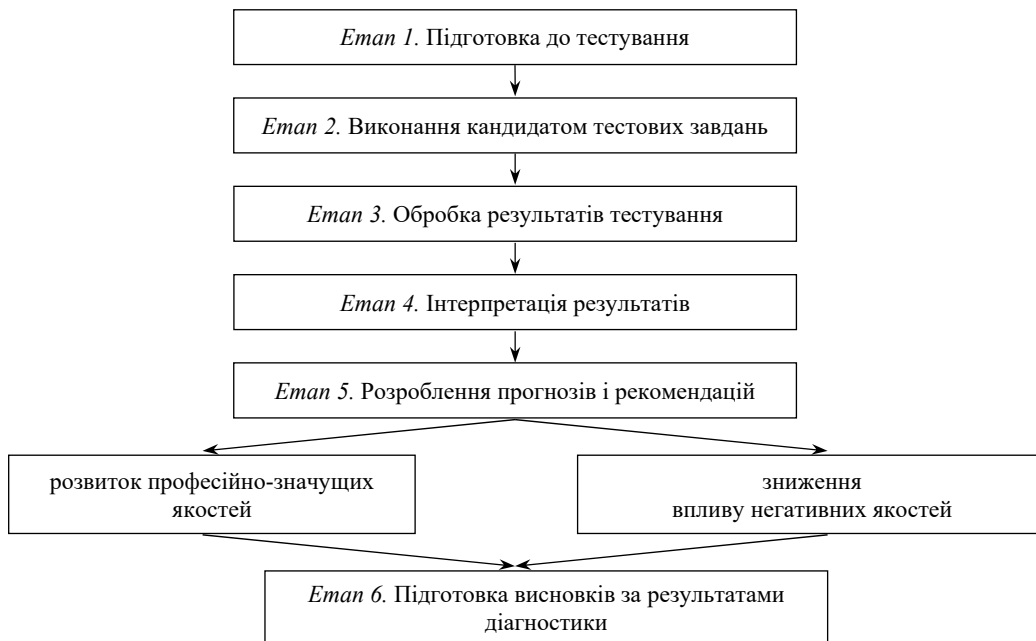 Етап 1. Підготовка до тестування
Етап 2. Виконання кандидатом тестових завдань
Етап 3. Обробка результатів тестування
Етап 4. Інтерпретація результатів
Етап 5. Розроблення прогнозів і рекомендацій
розвиток професійно-значущих
якостей
зниження
впливу негативних якостей
Етап 6. Підготовка висновків за результатами
діагностики